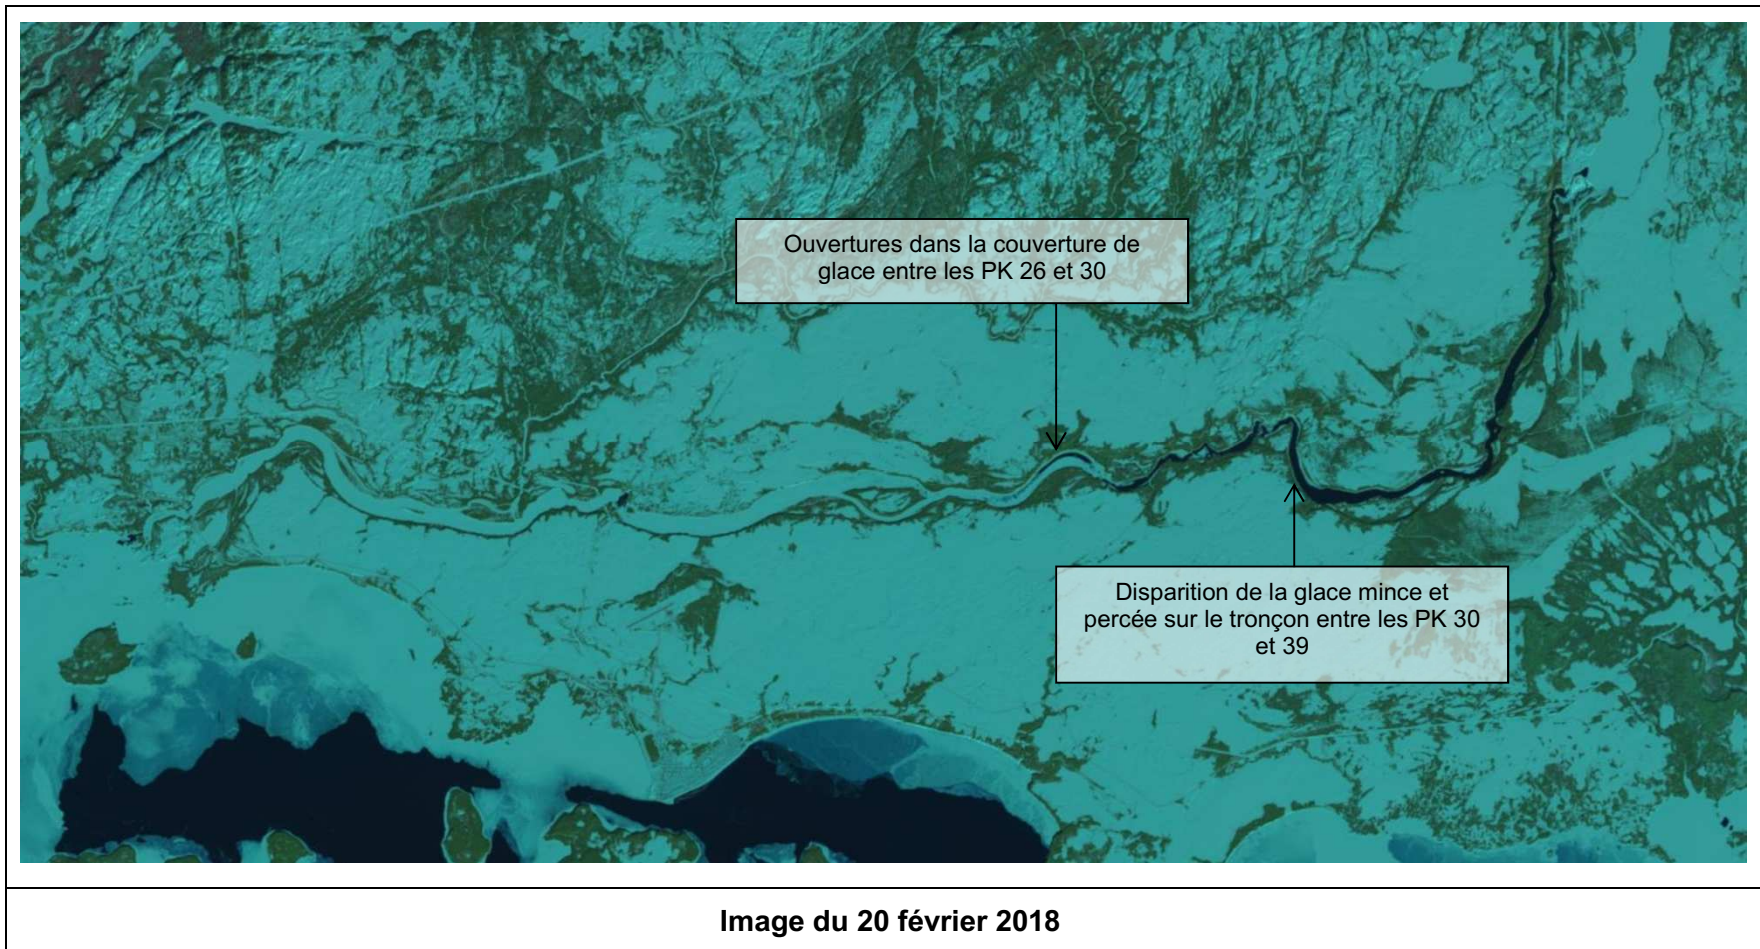 Ouvertures dans la couverture de
glace entre les PK 26 et 30
Disparition de la glace mince et
percée sur le tronçon entre les PK 30
et 39
Image du 20 février 2018